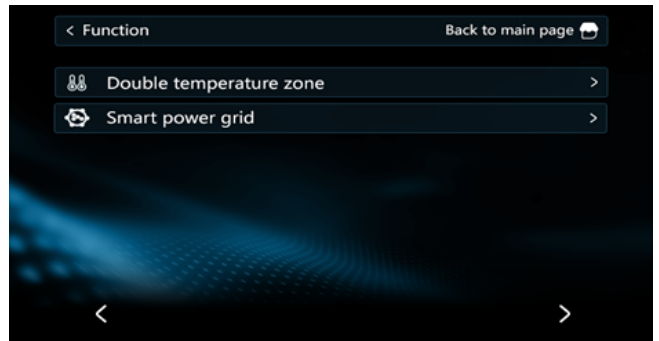 < Function Back to main page
Double temperature zone >
Smart power grid >
< >